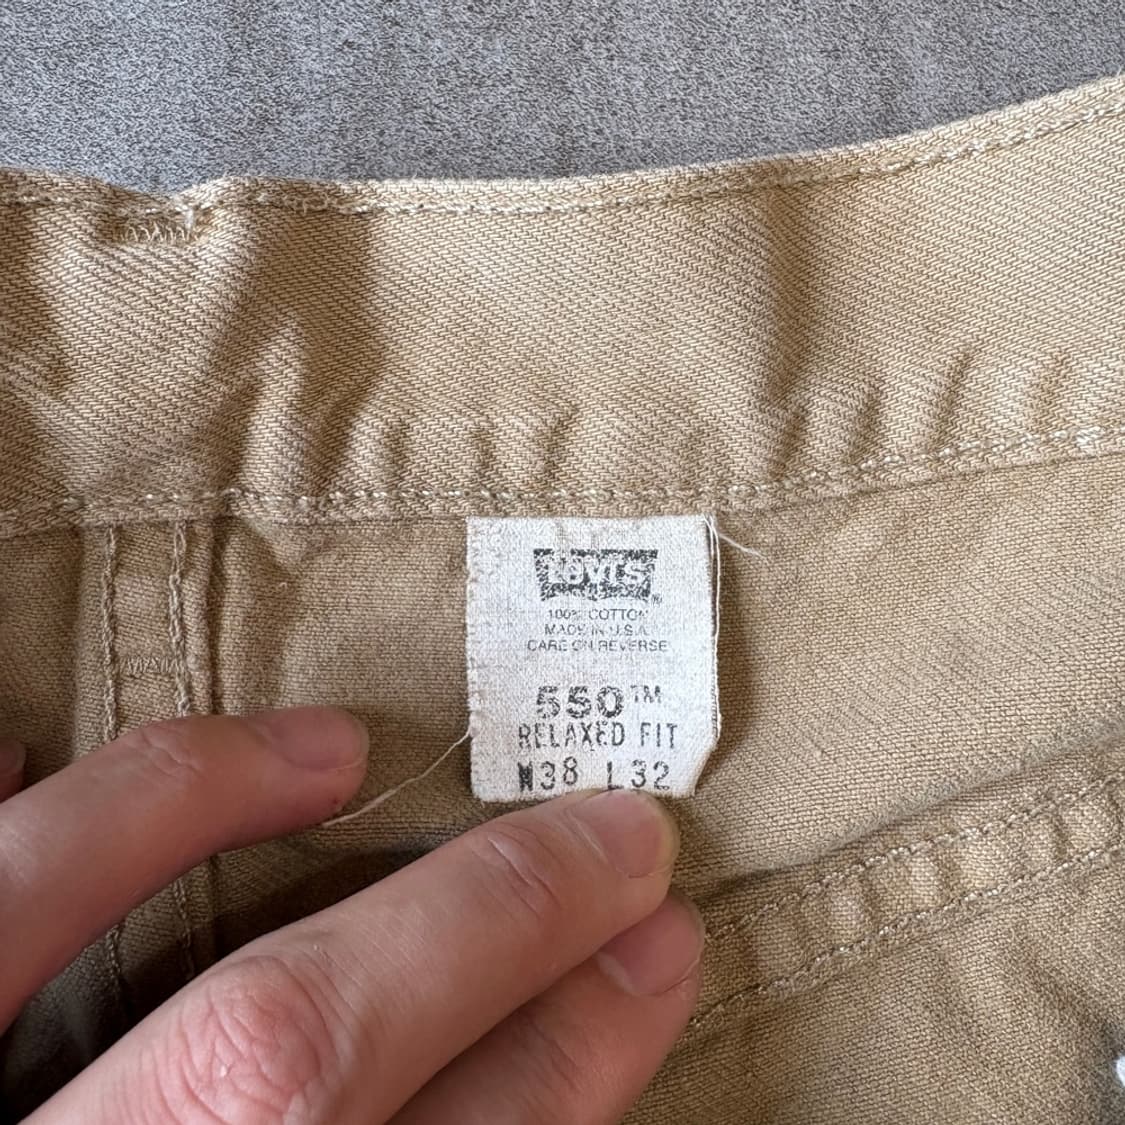 Levi's
100% COTTON
MADE IN U.S.A.
CARE ON REVERSE
550™
RELAXED FIT
W38 L32